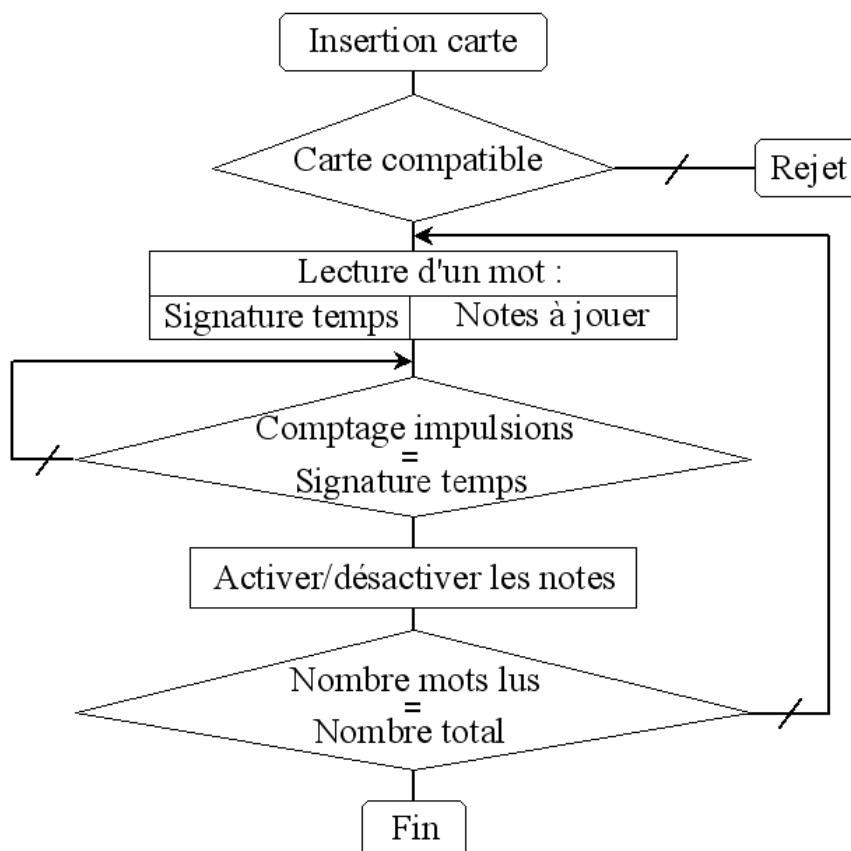 Insertion carte
Carte compatible
Rejet
Lecture d'un mot :
Signature temps
Notes à jouer
Comptage impulsions
=
Signature temps
Activer/désactiver les notes
Nombre mots lus
=
Nombre total
Fin